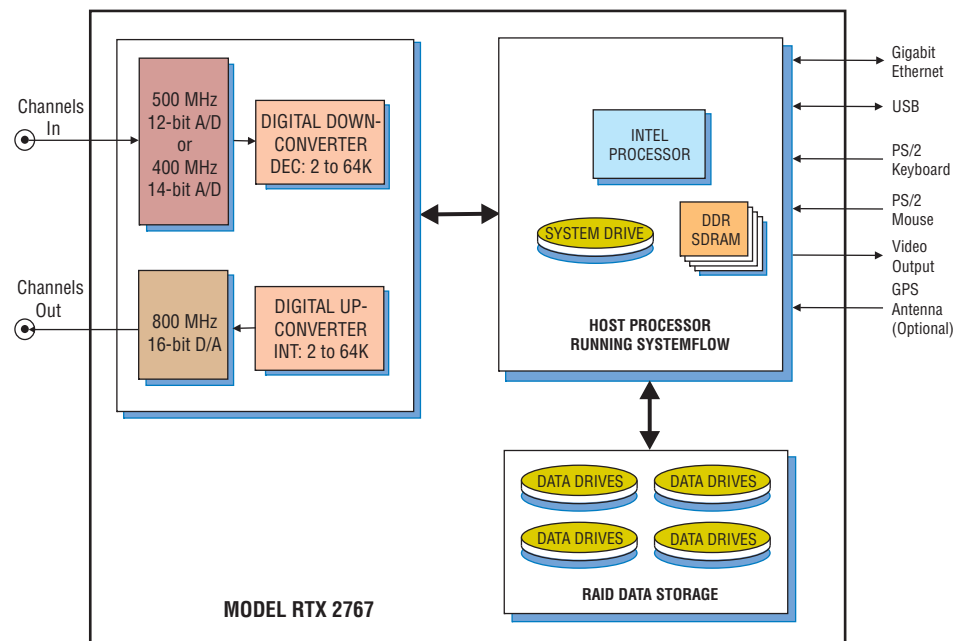 Channels
In
500 MHz
12-bit A/D
or
400 MHz
14-bit A/D
DIGITAL DOWN-
CONVERTER
DEC: 2 to 64K
Channels
Out
800 MHz
16-bit D/A
DIGITAL UP-
CONVERTER
INT: 2 to 64K
INTEL
PROCESSOR
SYSTEM DRIVE
DDR
SDRAM
HOST PROCESSOR
RUNNING SYSTEMFLOW
Gigabit
Ethernet
USB
PS/2
Keyboard
PS/2
Mouse
Video
Output
GPS
Antenna
(Optional)
DATA DRIVES
DATA DRIVES
DATA DRIVES
DATA DRIVES
RAID DATA STORAGE
MODEL RTX 2767